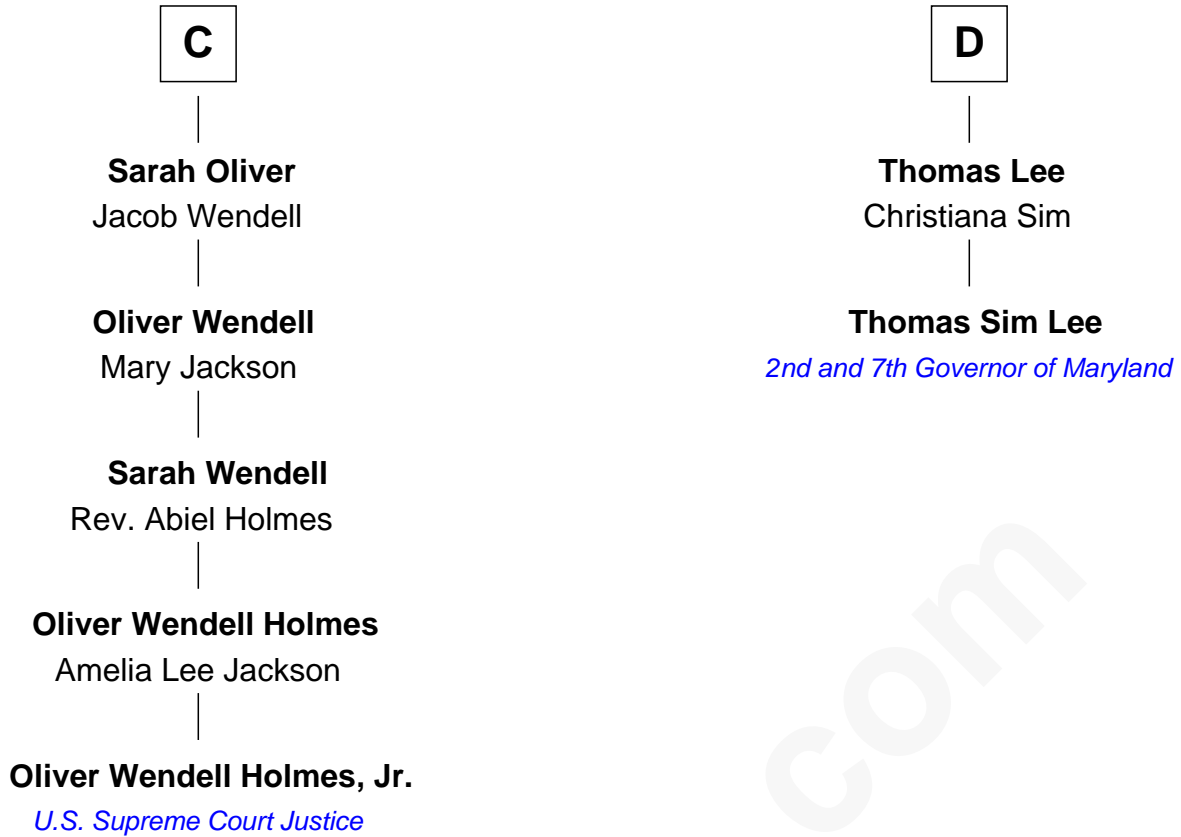 C
Sarah Oliver
Jacob Wendell
Oliver Wendell
Mary Jackson
Sarah Wendell
Rev. Abiel Holmes
Oliver Wendell Holmes
Amelia Lee Jackson
Oliver Wendell Holmes, Jr.
U.S. Supreme Court Justice
D
Thomas Lee
Christiana Sim
Thomas Sim Lee
2nd and 7th Governor of Maryland
com